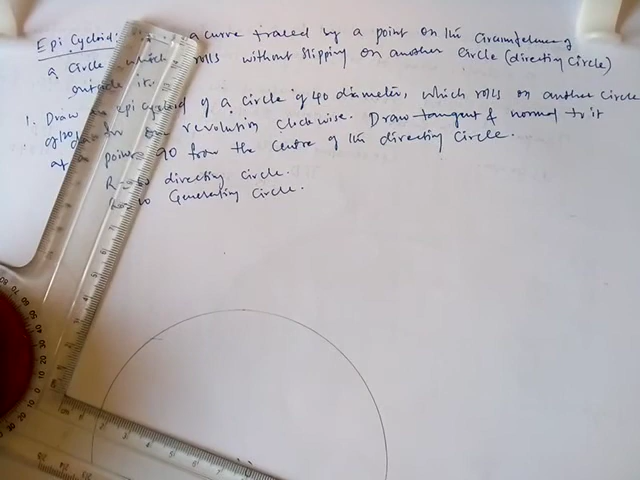 Epi Cycloid: a curve traced by a point on the Circumference of
a Circle which rolls without slipping on another Circle (directing Circle)
outside it.
1. Draw an epi cycloid of a circle of 40 diameter, which rolls on another circle
of 120 dia for one revolution clockwise. Draw tangent & normal to it
at a point 90 from the centre of the directing circle.
directing Circle.
Generating Circle.